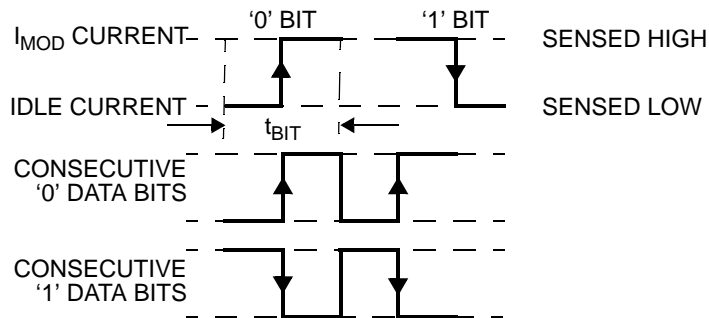 ‘0’ BIT ‘1’ BIT
I_MOD CURRENT SENSED HIGH
IDLE CURRENT SENSED LOW
t_BIT
CONSECUTIVE
‘0’ DATA BITS
CONSECUTIVE
‘1’ DATA BITS